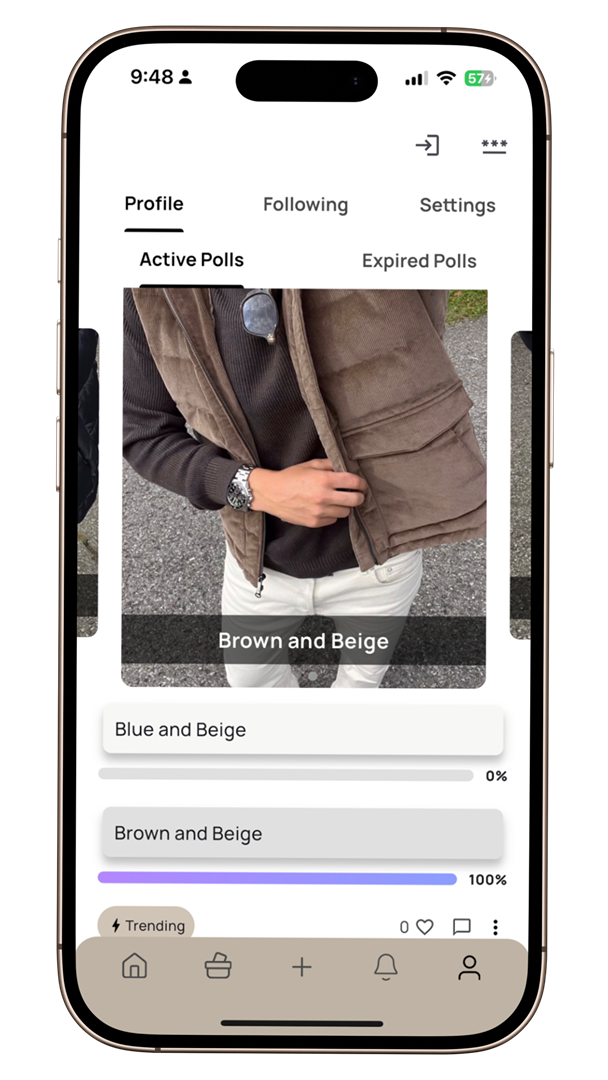 9:48
57
***
Profile Following Settings
Active Polls Expired Polls
Brown and Beige
Blue and Beige
0%
Brown and Beige
100%
Trending
0